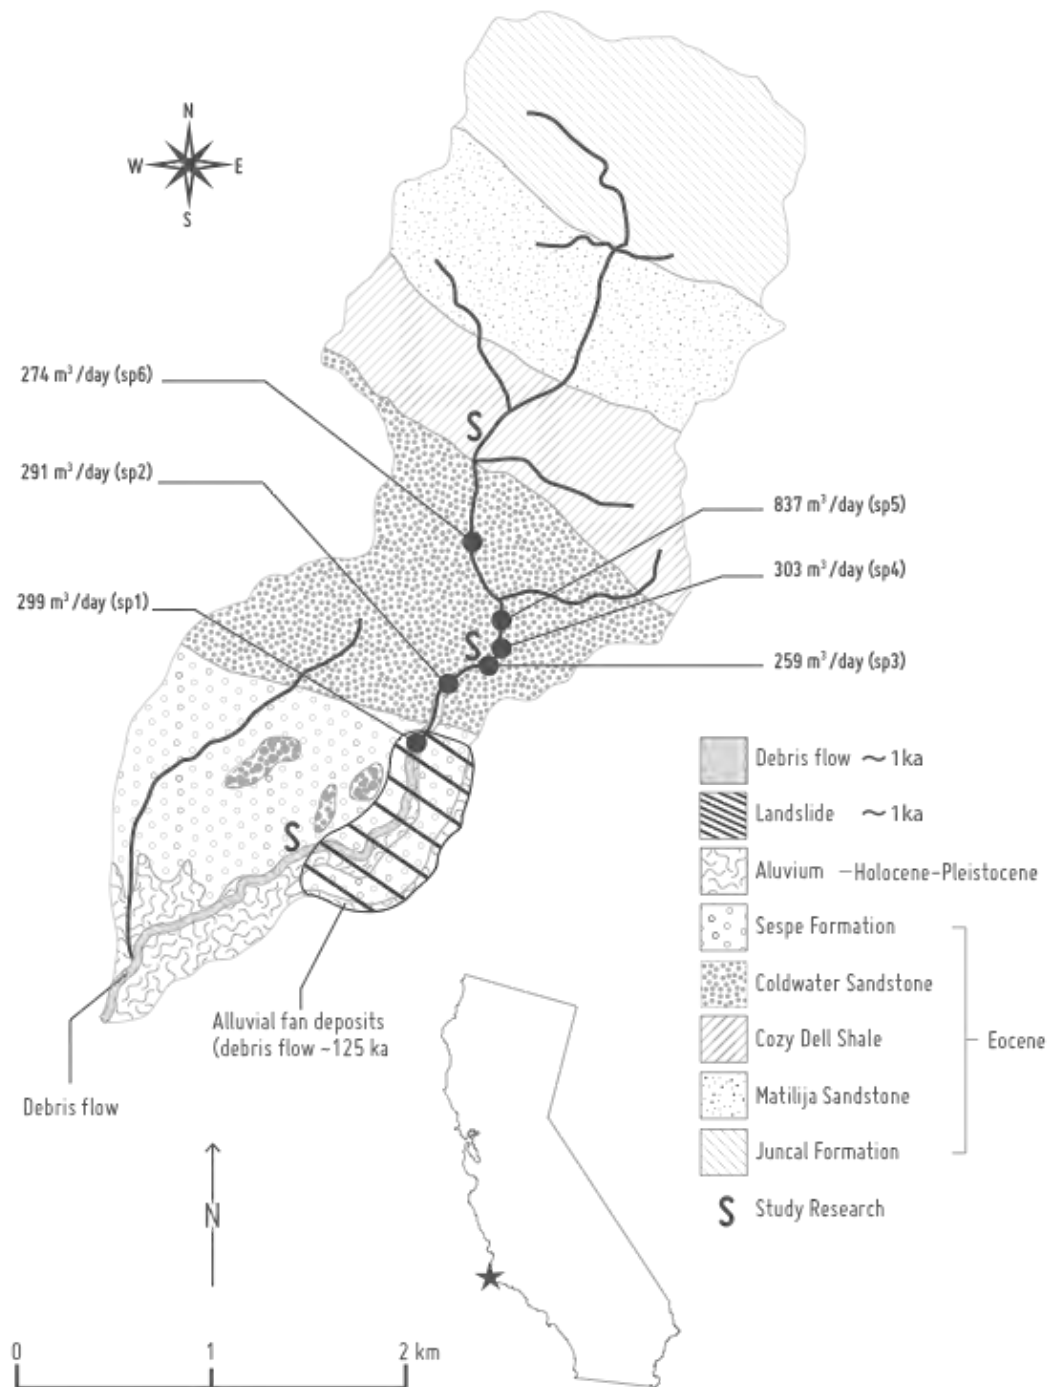 N
W E
S
274 m³/day (sp6)
S
291 m³/day (sp2)
837 m³/day (sp5)
303 m³/day (sp4)
299 m³/day (sp1)
S
259 m³/day (sp3)
Debris flow ~1ka
Landslide ~1ka
S
Aluvium –Holocene-Pleistocene
Sespe Formation
Coldwater Sandstone
Alluvial fan deposits
(debris flow ~125 ka
Cozy Dell Shale
Eocene
Debris flow
Matilija Sandstone
Juncal Formation
S Study Research
N
0 1 2 km